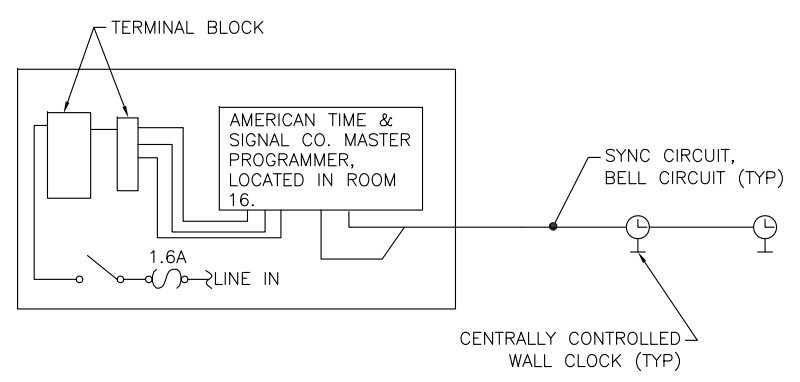 TERMINAL BLOCK
AMERICAN TIME &
SIGNAL CO. MASTER
PROGRAMMER,
LOCATED IN ROOM
16.
SYNC CIRCUIT,
BELL CIRCUIT (TYP)
1.6A
LINE IN
CENTRALLY CONTROLLED
WALL CLOCK (TYP)